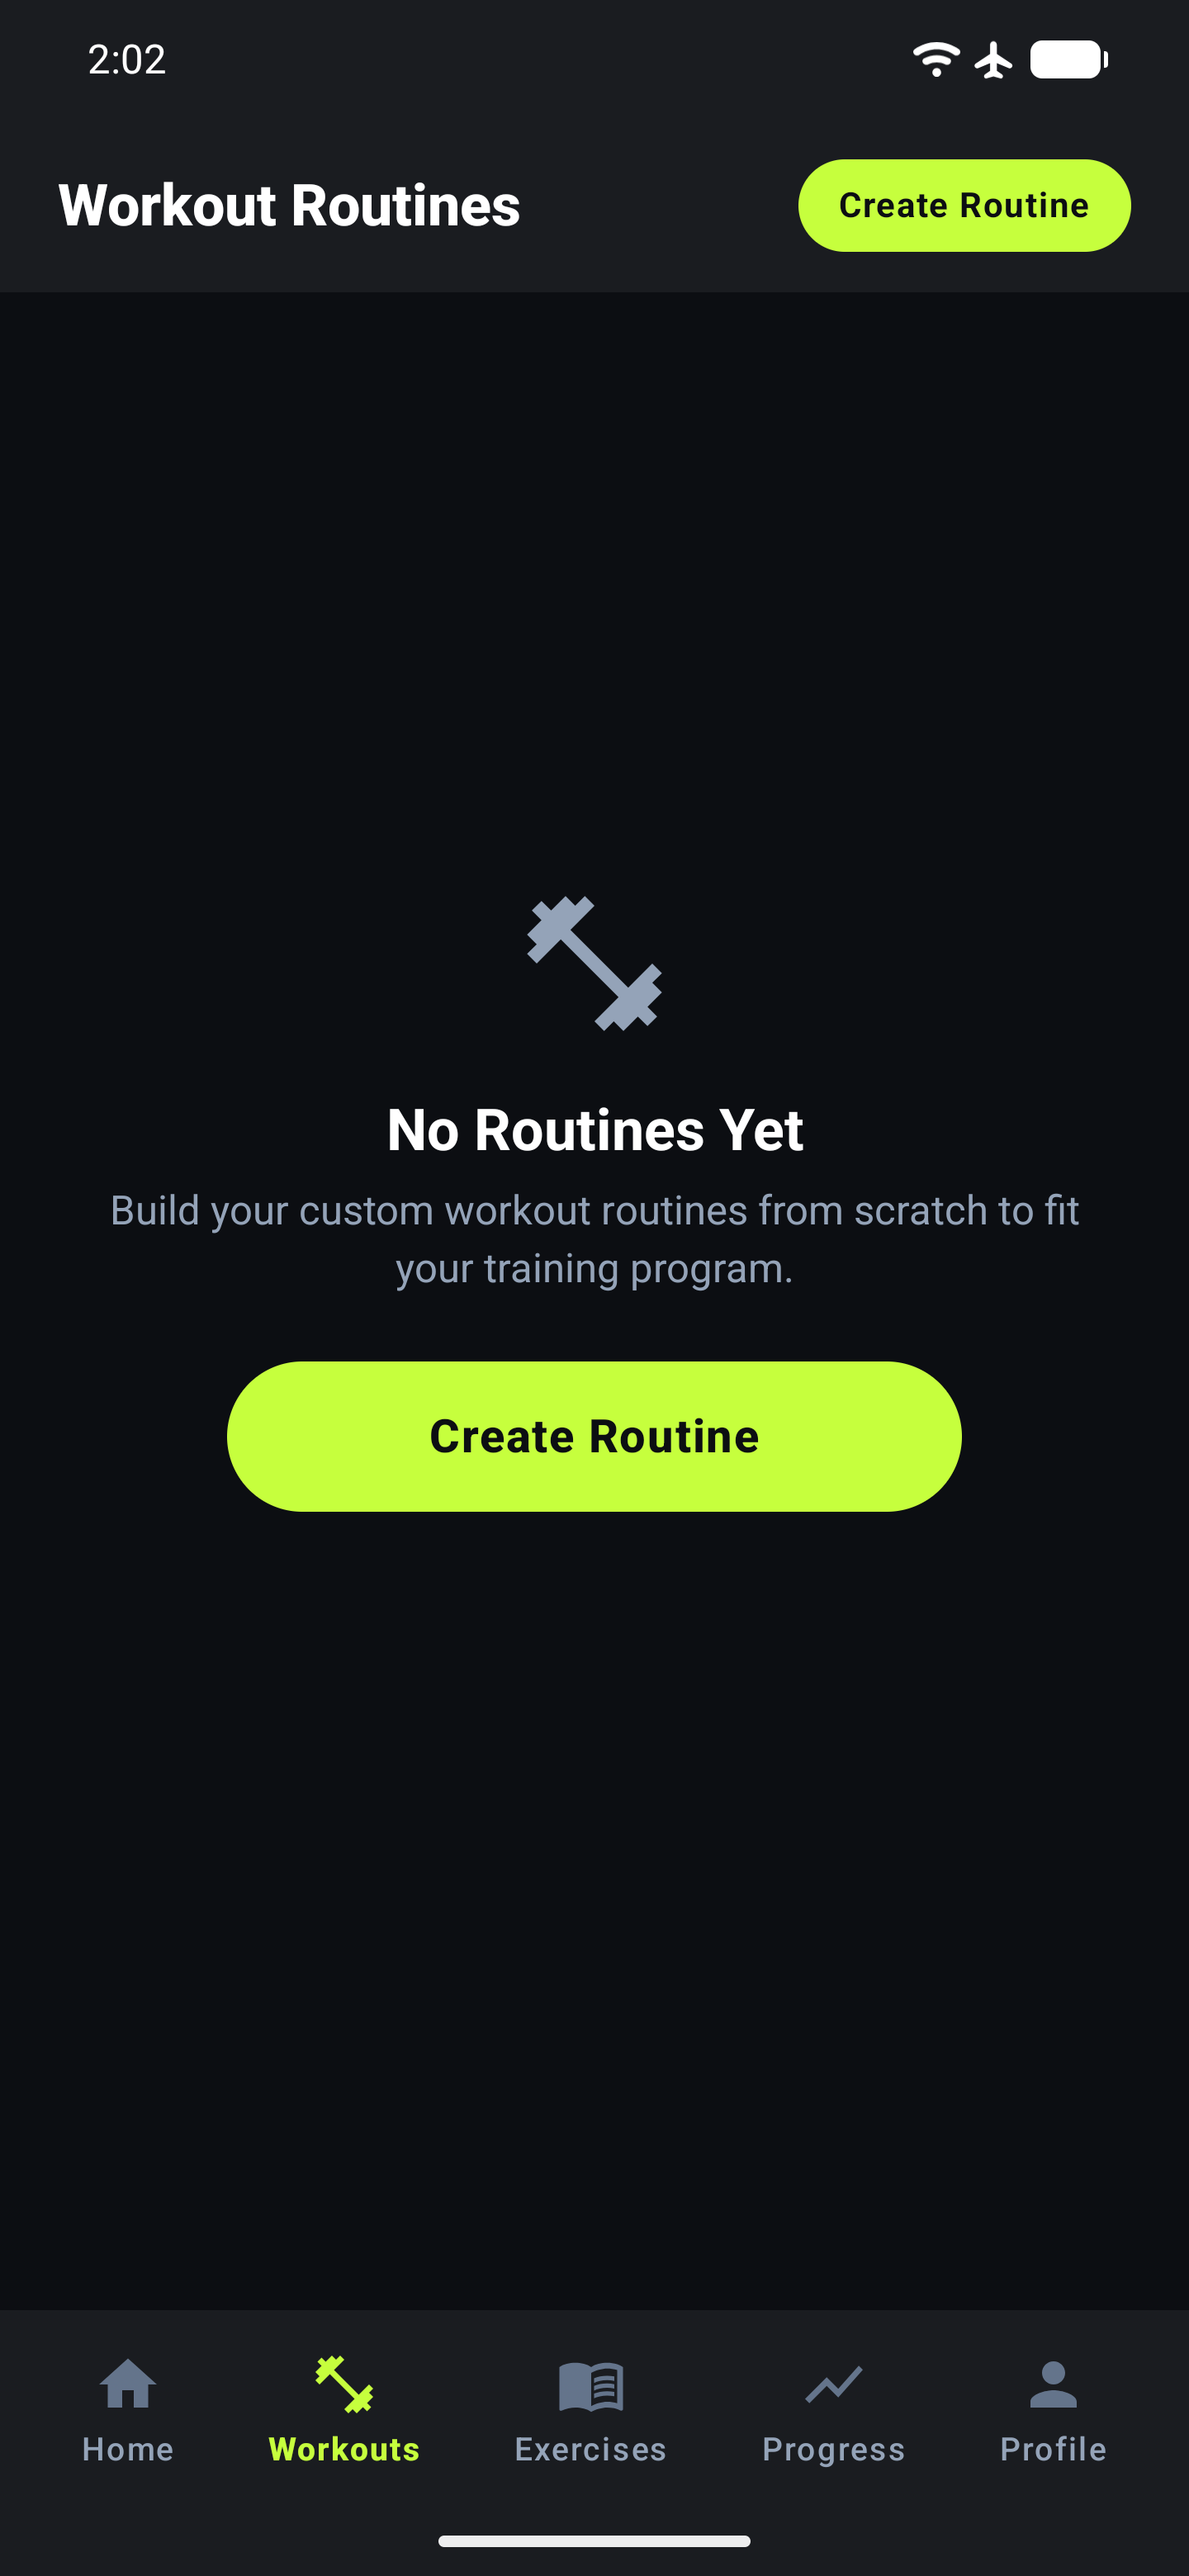 2:02
Workout Routines
Create Routine
No Routines Yet
Build your custom workout routines from scratch to fit
your training program.
Create Routine
Home
Workouts
Exercises
Progress
Profile